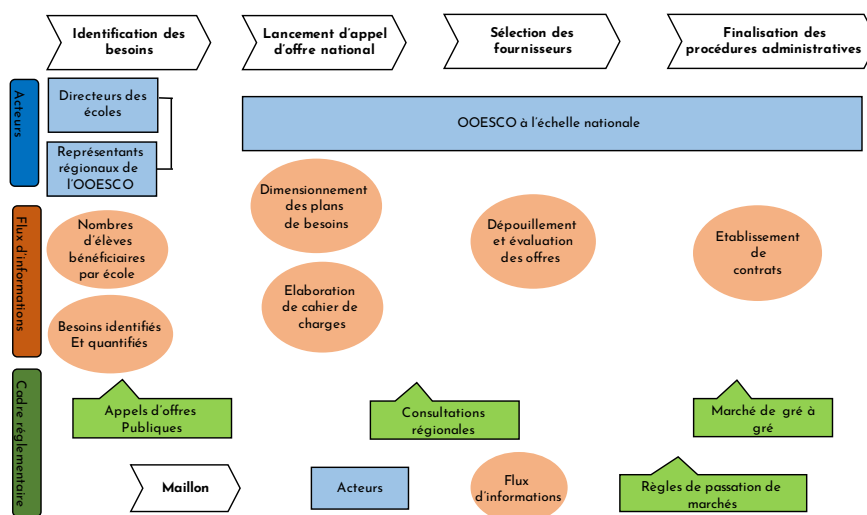 Identification des
besoins
Lancement d'appel
d'offre national
Sélection des
fournisseurs
Finalisation des
procédures administratives
Acteurs
Directeurs des
écoles
Représentants
régionaux de
l'OOESCO
OOESCO à l'échelle nationale
Flux d'informations
Nombres
d'élèves
bénéficiaires
par école
Besoins identifiés
Et quantifiés
Dimensionnement
des plans
de besoins
Elaboration
de cahier de
charges
Dépouillement
et évaluation
des offres
Etablissement
de
contrats
Cadre réglementaire
Appels d'offres
Publiques
Consultations
régionales
Marché de gré à
gré
Maillon
Acteurs
Flux
d'informations
Règles de passation de
marchés